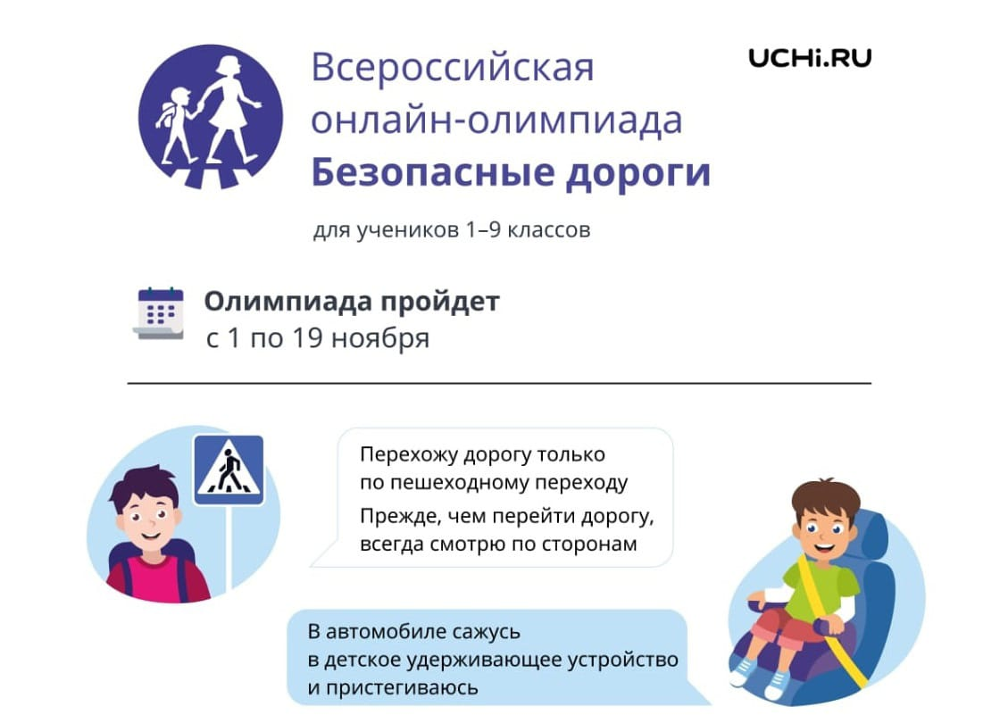 Всероссийская
онлайн-олимпиада
Безопасные дороги
UCHi.RU
для учеников 1–9 классов
Олимпиада пройдет
с 1 по 19 ноября
Перехожу дорогу только
по пешеходному переходу
Прежде, чем перейти дорогу,
всегда смотрю по сторонам
В автомобиле сажусь
в детское удерживающее устройство
и пристегиваюсь